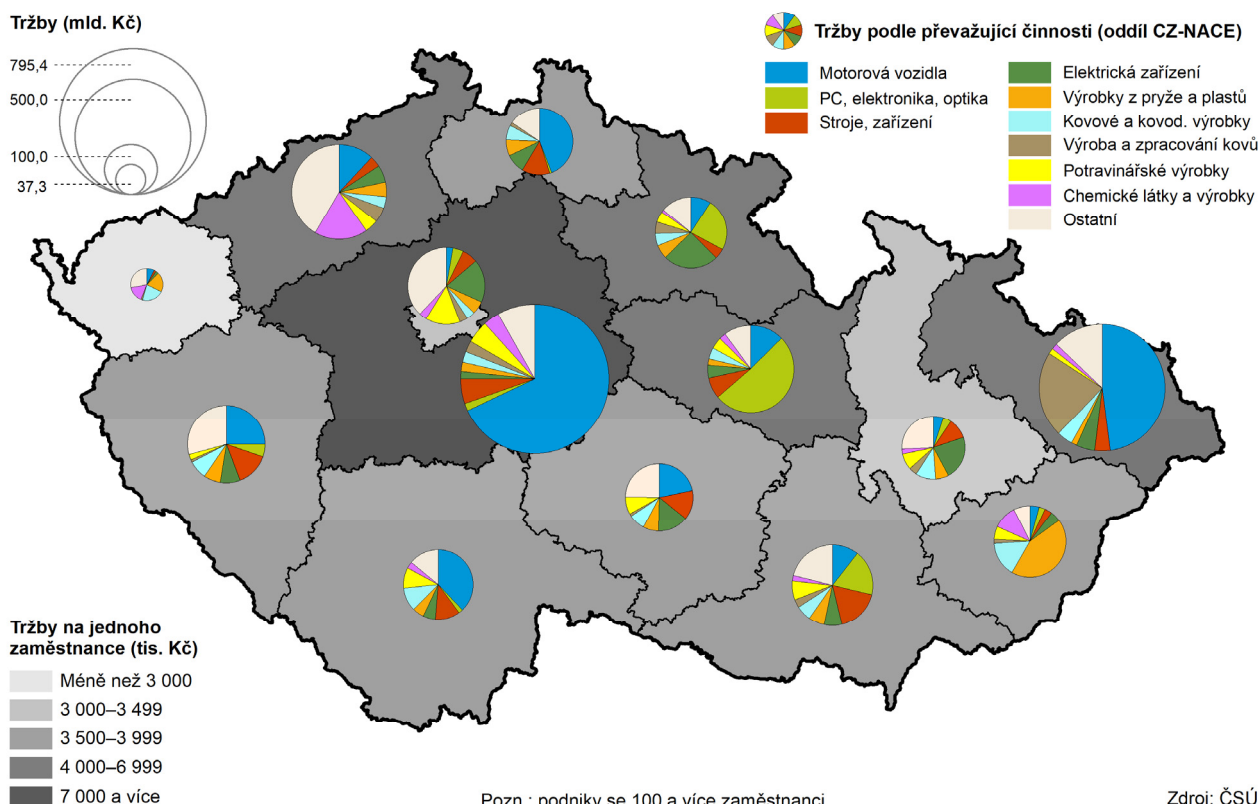 Tržby (mld. Kč)
795,4
500,0
100,0
37,3
Tržby podle převažující činnosti (oddíl CZ-NACE)
Motorová vozidla
PC, elektronika, optika
Stroje, zařízení
Elektrická zařízení
Výrobky z pryže a plastů
Kovové a kovod. výrobky
Výroba a zpracování kovů
Potravinářské výrobky
Chemické látky a výrobky
Ostatní
Tržby na jednoho
zaměstnance (tis. Kč)
Méně než 3 000
3 000–3 499
3 500–3 999
4 000–6 999
7 000 a více
Pozn.: podniky se 100 a více zaměstnanci
Zdroj: ČSÚ